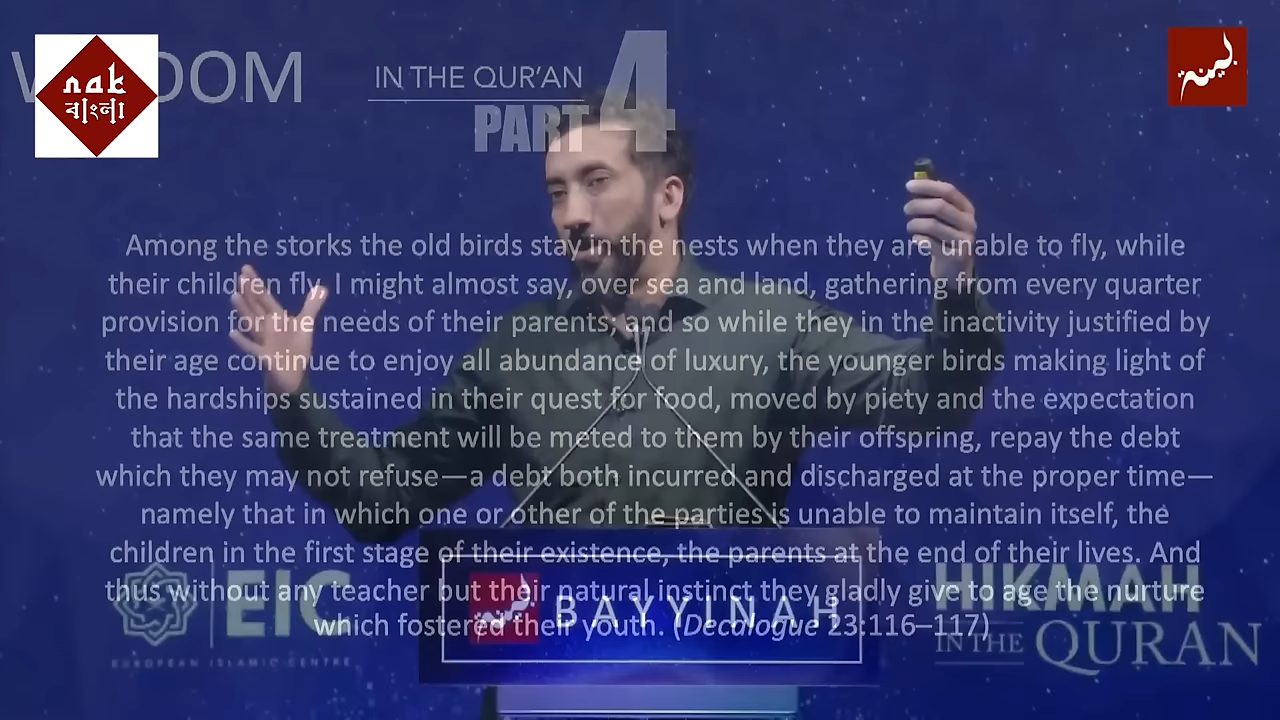 WISDOM
IN THE QUR'AN
PART 4
nak
বাংলা
بينة
Among the storks the old birds stay in the nests when they are unable to fly, while
their children fly, I might almost say, over sea and land, gathering from every quarter
provision for the needs of their parents; and so while they in the inactivity justified by
their age continue to enjoy all abundance of luxury, the younger birds making light of
the hardships sustained in their quest for food, moved by piety and the expectation
that the same treatment will be meted to them by their offspring, repay the debt
which they may not refuse—a debt both incurred and discharged at the proper time—
namely that in which one or other of the parties is unable to maintain itself, the
children in the first stage of their existence, the parents at the end of their lives. And
thus without any teacher but their natural instinct they gladly give to age the nurture
which fostered their youth. (Decalogue 23:116–117)
EIC
EUROPEAN ISLAMIC CENTRE
بينة
BAYYINAH
HIKMAH
IN THE QURAN